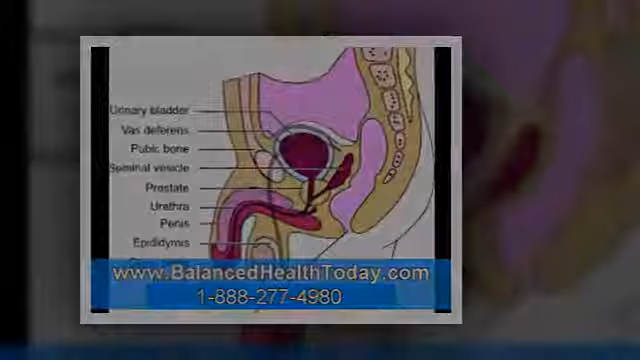 Urinary bladder
Vas deferens
Pubic bone
Seminal vesicle
Prostate
Urethra
Penis
Epididymis
www.BalancedHealthToday.com
1-888-277-4980